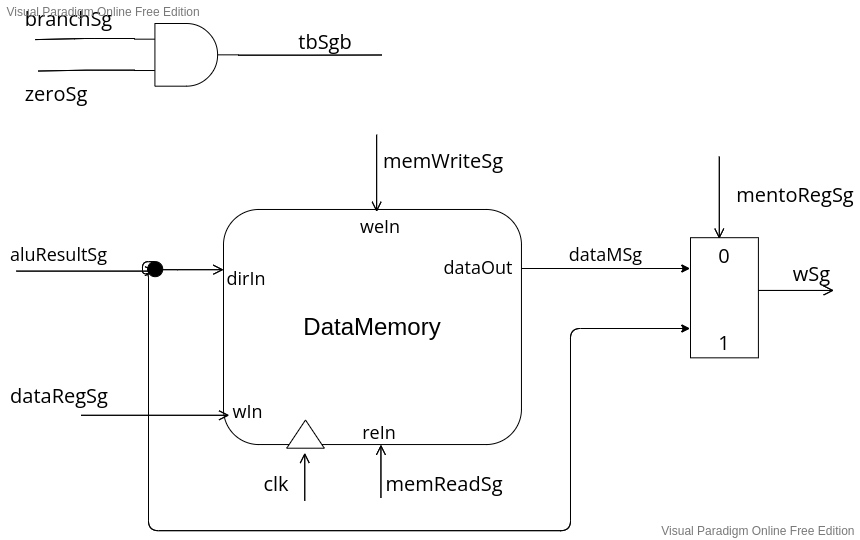 Visual Paradigm Online Free Edition
branchSg
tbSgb
zeroSg
memWriteSg
mentoRegSg
weIn
aluResultSg
dirIn
dataOut
dataMSg
0
wSg
DataMemory
1
dataRegSg
wIn
reIn
clk
memReadSg
Visual Paradigm Online Free Edition